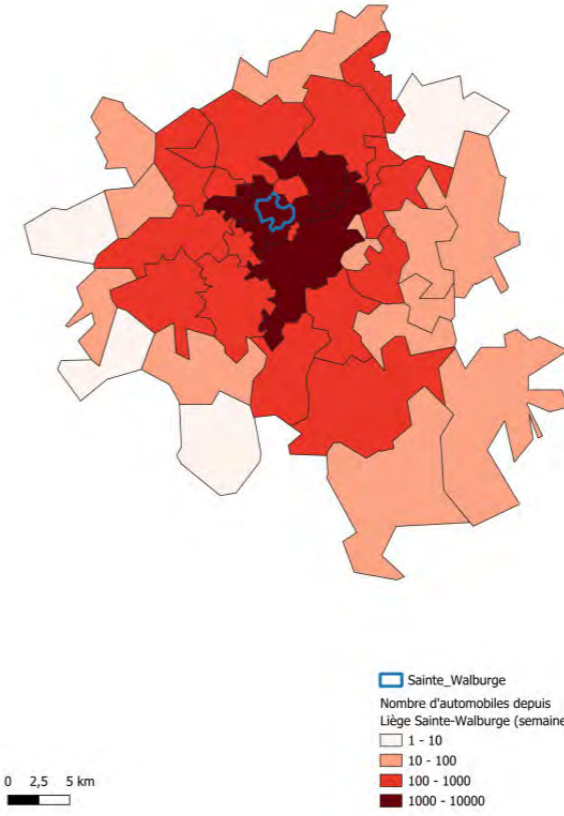 Sainte_Walburge
Nombre d'automobiles depuis
Liège Sainte-Walburge (semaine
1 - 10
10 - 100
100 - 1000
1000 - 10000
0 2,5 5 km